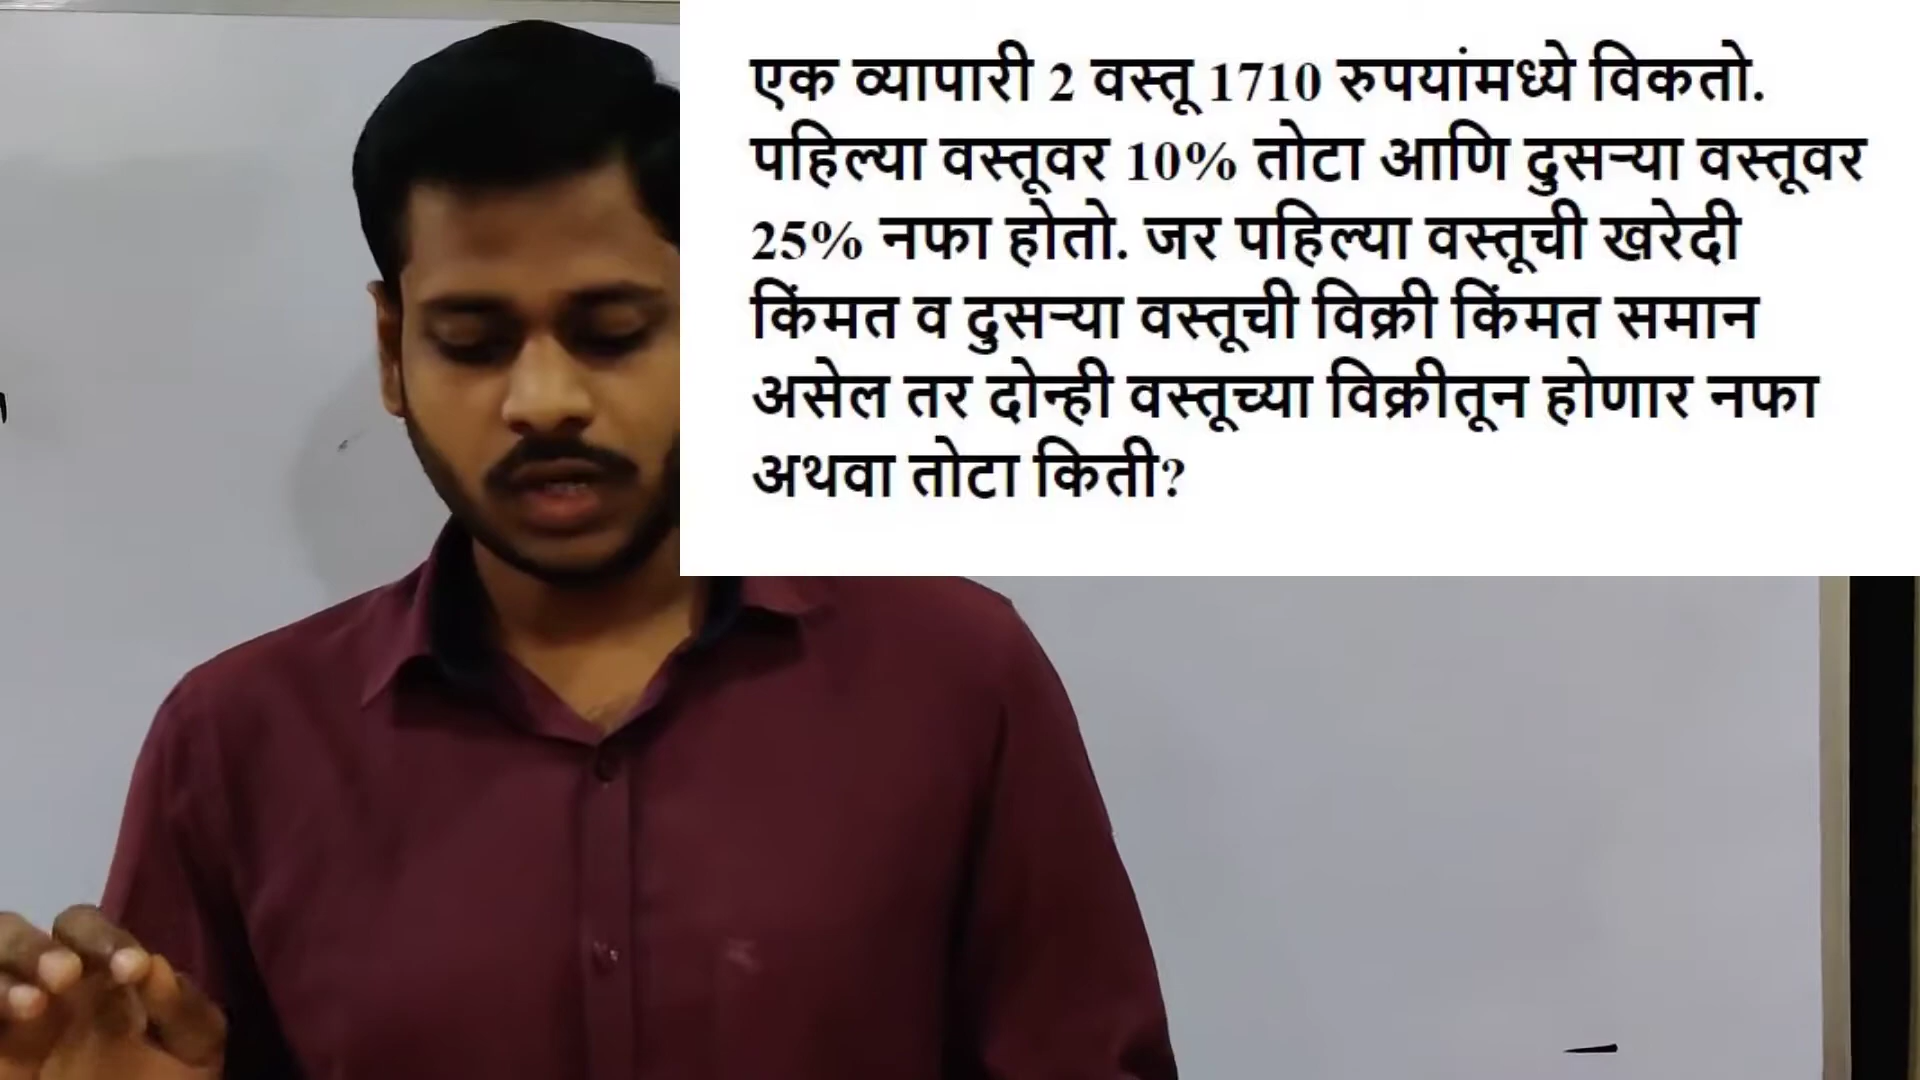 एक व्यापारी 2 वस्तू 1710 रुपयांमध्ये विकतो.
पहिल्या वस्तूवर 10% तोटा आणि दुसऱ्या वस्तूवर
25% नफा होतो. जर पहिल्या वस्तूची खरेदी
किंमत व दुसऱ्या वस्तूची विक्री किंमत समान
असेल तर दोन्ही वस्तूच्या विक्रीतून होणार नफा
अथवा तोटा किती?